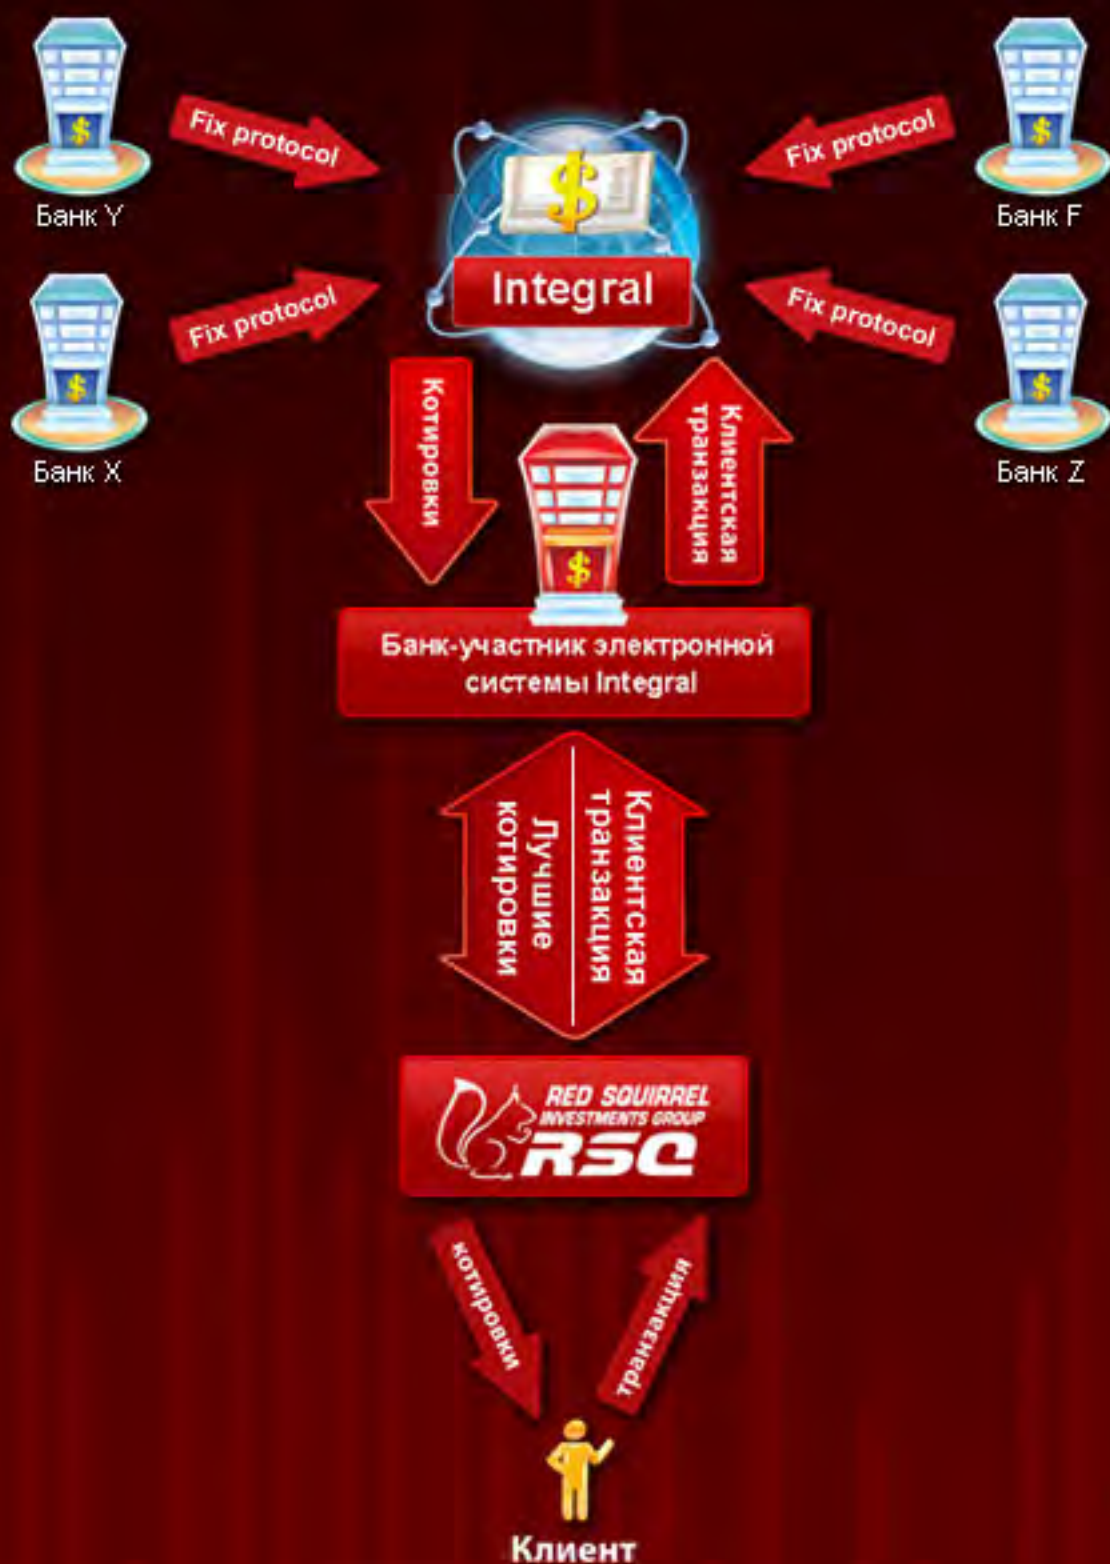 Fix protocol
Fix protocol
Банк Y
Банк F
Integral
Fix protocol
Fix protocol
Банк X
Банк Z
Котировки
Клиентская
транзакция
Банк-участник электронной
системы Integral
Лучшие
котировки
Клиентская
транзакция
RED SQUIRREL
INVESTMENTS GROUP
RSQ
котировки
транзакция
Клиент